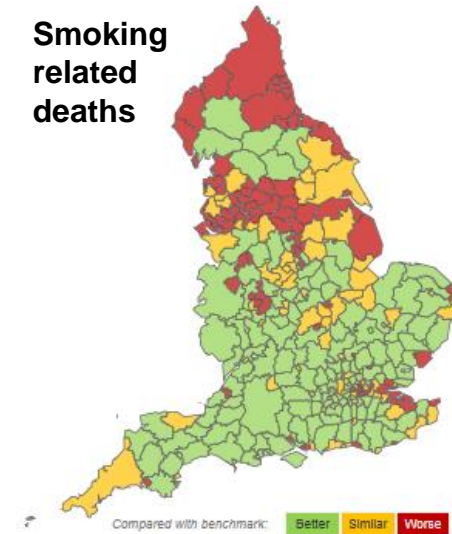 Smoking
related
deaths
Compared with benchmark: Better Similar Worse